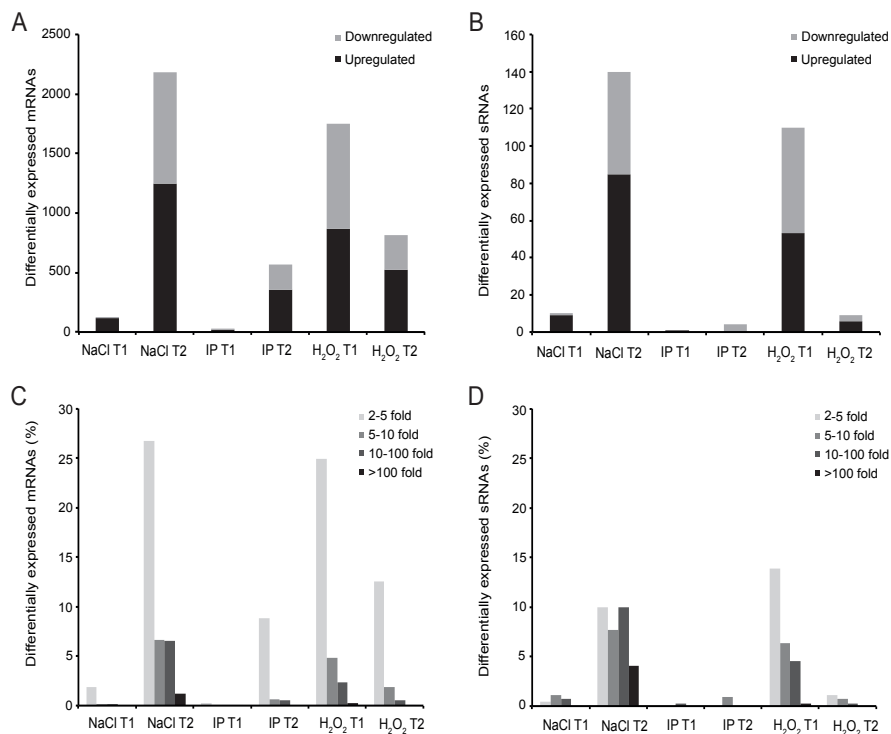 A
Differentially expressed mRNAs
2500
2000
1500
1000
500
0
Downregulated
Upregulated
NaCl T1 NaCl T2 IP T1 IP T2 H₂O₂ T1 H₂O₂ T2
B
Differentially expressed sRNAs
160
140
120
100
80
60
40
20
0
Downregulated
Upregulated
NaCl T1 NaCl T2 IP T1 IP T2 H₂O₂ T1 H₂O₂ T2
C
Differentially expressed mRNAs (%)
30
25
20
15
10
5
0
2-5 fold
5-10 fold
10-100 fold
>100 fold
NaCl T1 NaCl T2 IP T1 IP T2 H₂O₂ T1 H₂O₂ T2
D
Differentially expressed sRNAs (%)
30
25
20
15
10
5
0
2-5 fold
5-10 fold
10-100 fold
>100 fold
NaCl T1 NaCl T2 IP T1 IP T2 H₂O₂ T1 H₂O₂ T2